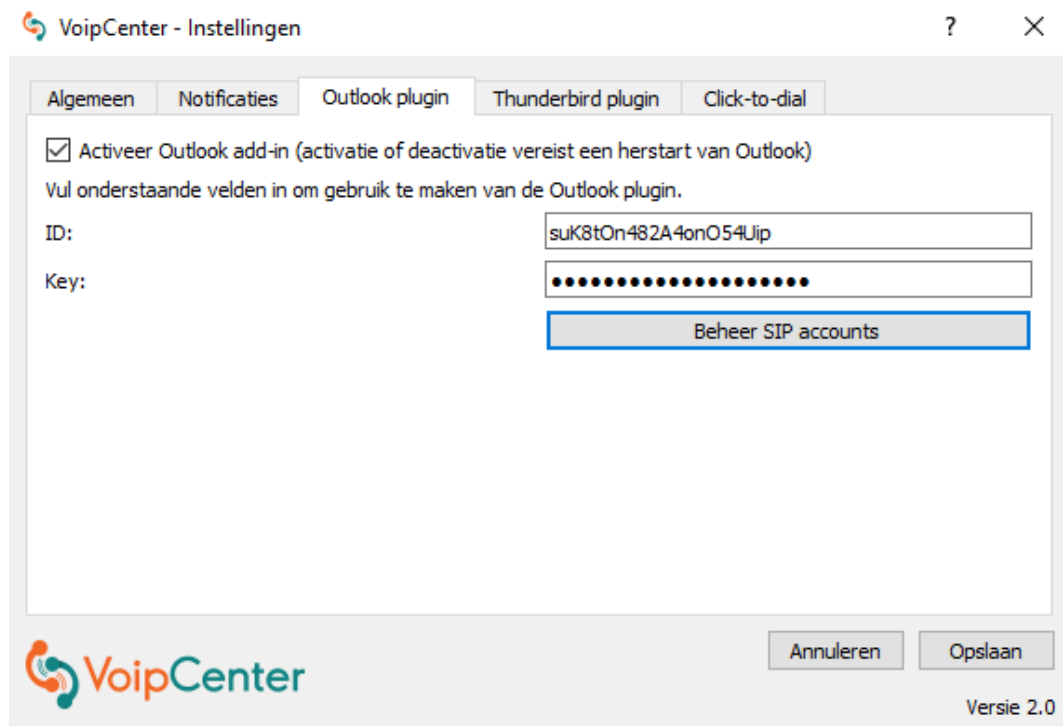 VoipCenter - Instellingen
?
Algemeen Notificaties Outlook plugin Thunderbird plugin Click-to-dial
Activeer Outlook add-in (activatie of deactivatie vereist een herstart van Outlook)
Vul onderstaande velden in om gebruik te maken van de Outlook plugin.
ID: suK8tOn482A4onO54Uip
Key: ••••••••••••••••••••
Beheer SIP accounts
Annuleren Opslaan
VoipCenter
Versie 2.0